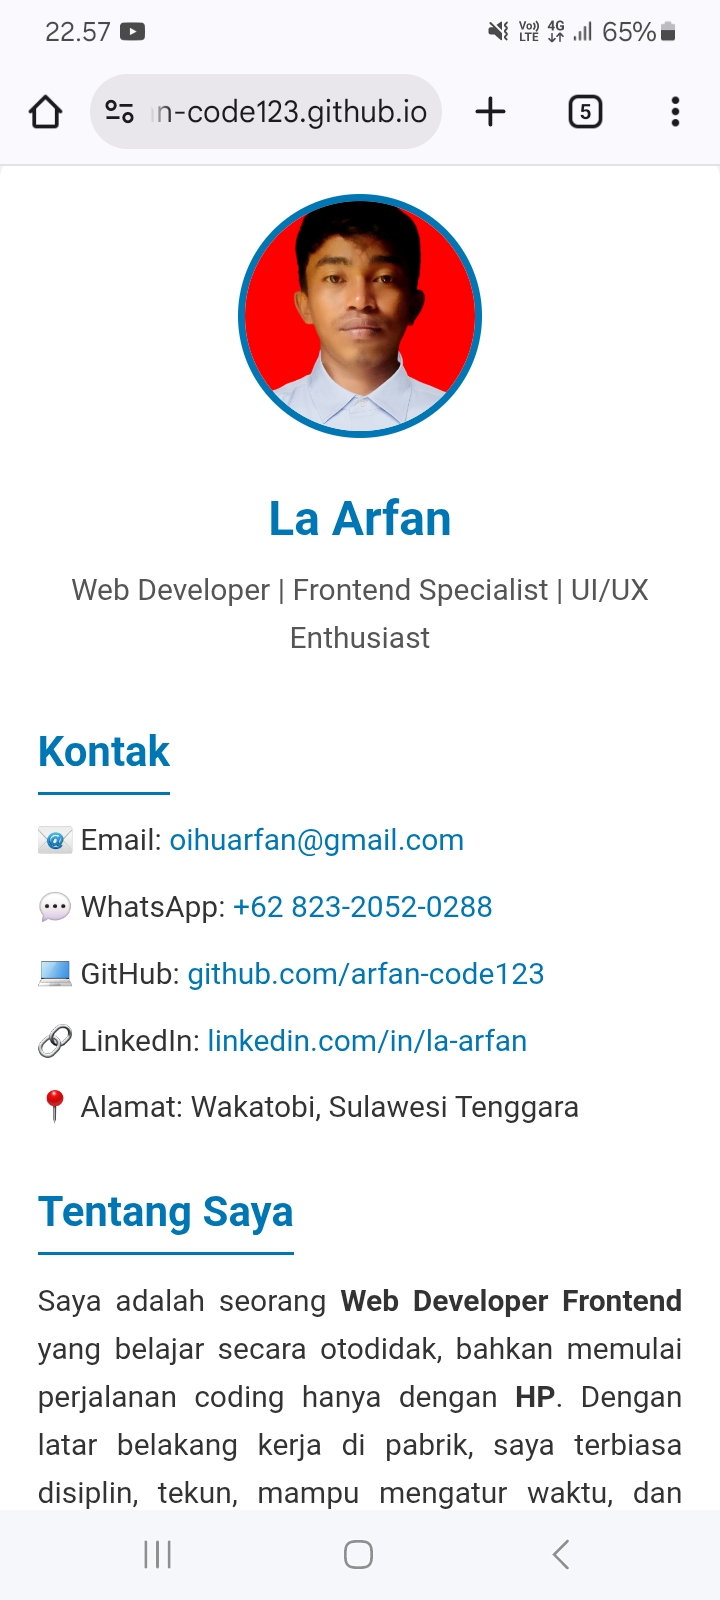 22.57
Vo)) LTE 4G 65%
n-code123.github.io
5
La Arfan
Web Developer | Frontend Specialist | UI/UX
Enthusiast
Kontak
Email: oihuarfan@gmail.com
WhatsApp: +62 823-2052-0288
GitHub: github.com/arfan-code123
LinkedIn: linkedin.com/in/la-arfan
Alamat: Wakatobi, Sulawesi Tenggara
Tentang Saya
Saya adalah seorang Web Developer Frontend
yang belajar secara otodidak, bahkan memulai
perjalanan coding hanya dengan HP. Dengan
latar belakang kerja di pabrik, saya terbiasa
disiplin, tekun, mampu mengatur waktu, dan